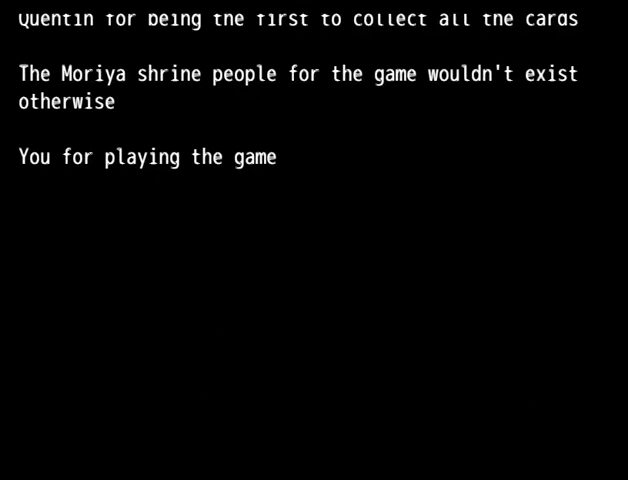 Quentin for being the first to collect all the cards
The Moriya shrine people for the game wouldn't exist
otherwise
You for playing the game